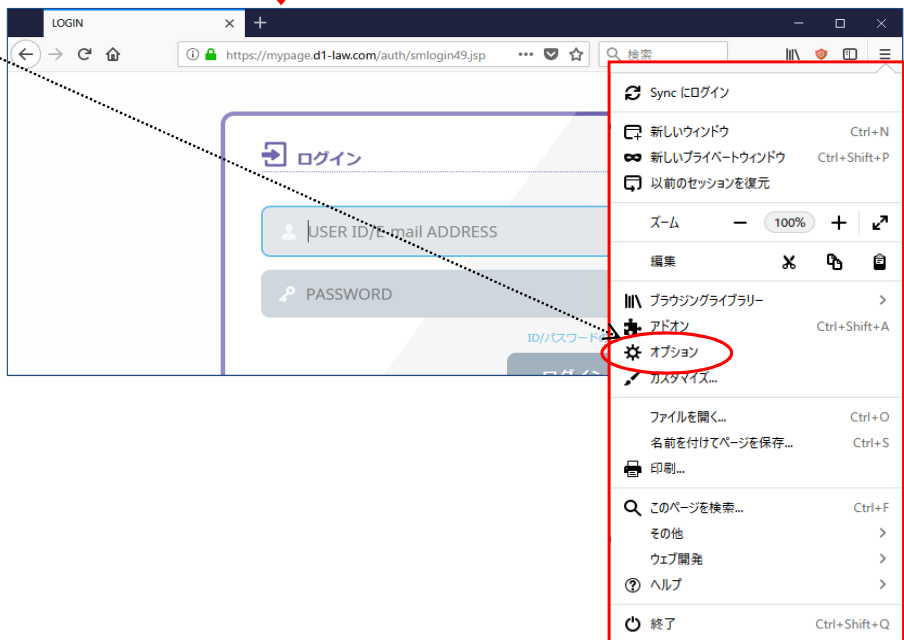 LOGIN
https://mypage.d1-law.com/auth/smlogin49.jsp
検索
ログイン
USER ID/E-mail ADDRESS
PASSWORD
ID/パスワードの
ログイン
Sync にログイン
新しいウィンドウ Ctrl+N
新しいプライベートウィンドウ Ctrl+Shift+P
以前のセッションを復元
ズーム 100%
編集
ブラウジングライブラリー
アドオン Ctrl+Shift+A
オプション
カスタマイズ...
ファイルを開く... Ctrl+O
名前を付けてページを保存... Ctrl+S
印刷...
このページを検索... Ctrl+F
その他
ウェブ開発
ヘルプ
終了 Ctrl+Shift+Q